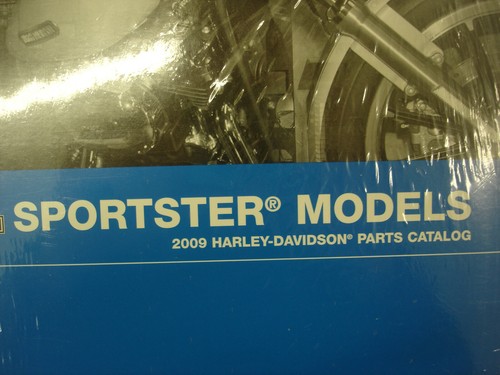 SPORTSTER® MODELS
2009 HARLEY-DAVIDSON® PARTS CATALOG